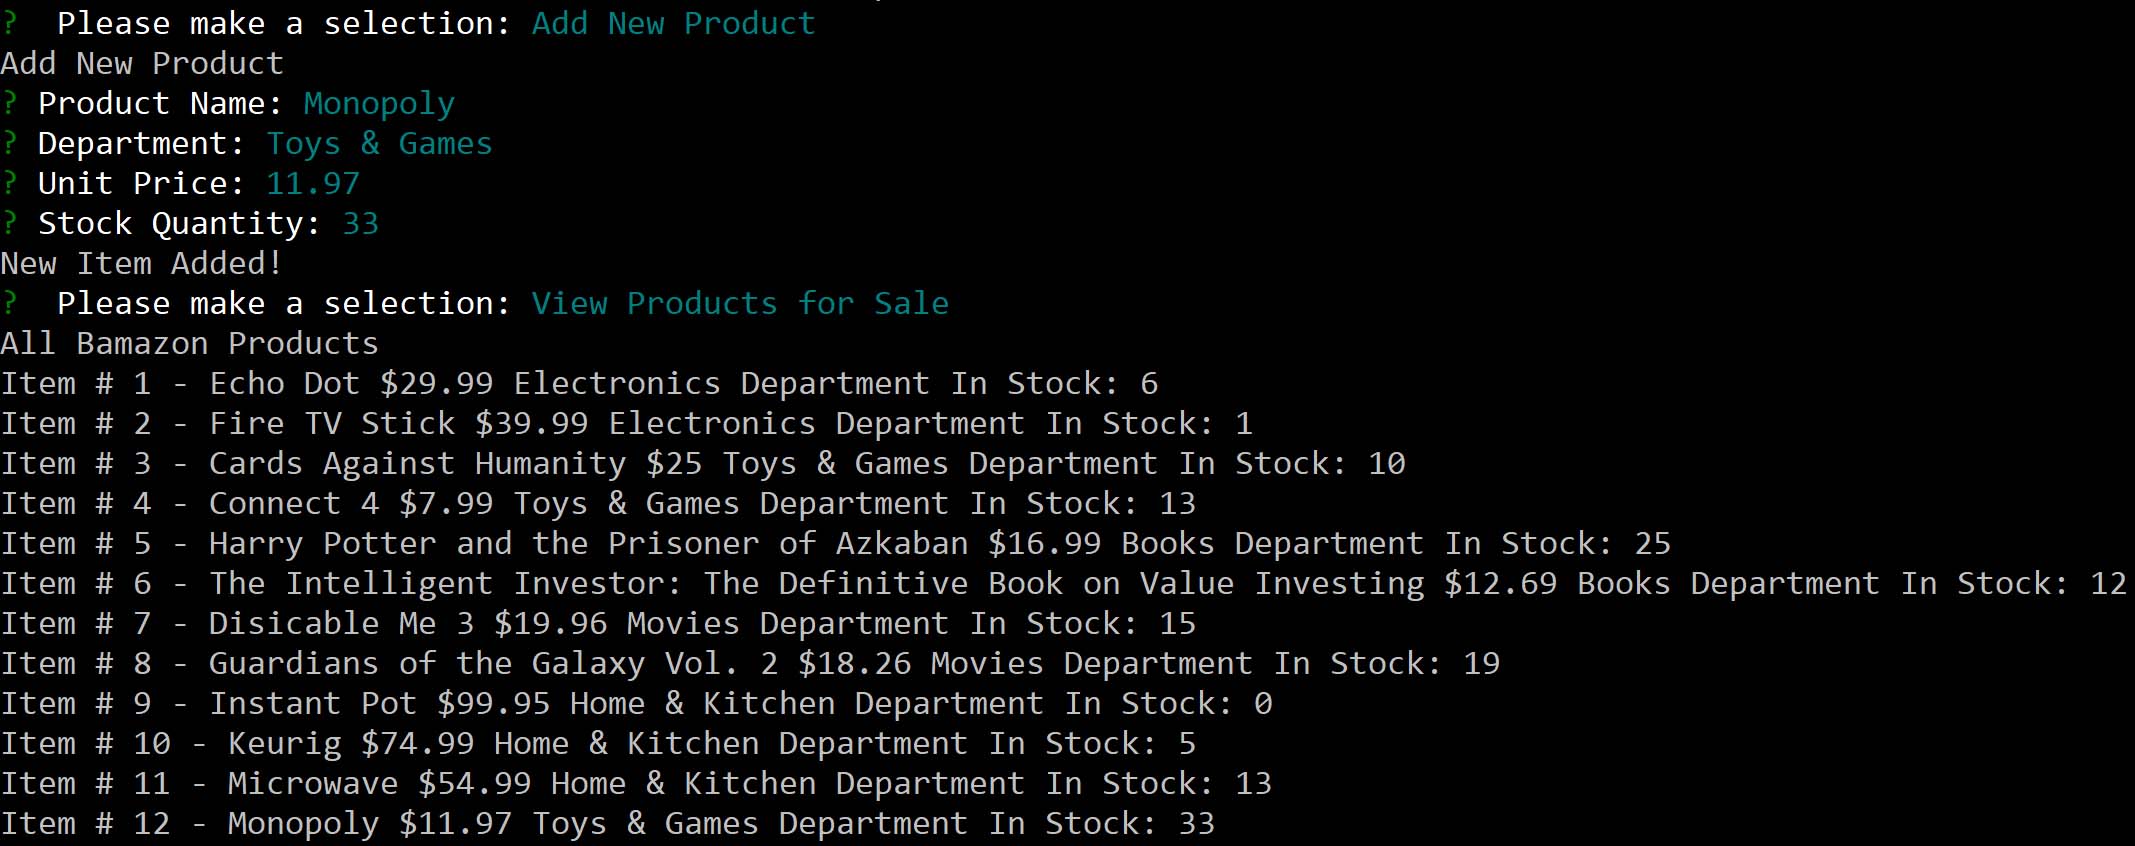 ?  Please make a selection: Add New Product
Add New Product
? Product Name: Monopoly
? Department: Toys & Games
? Unit Price: 11.97
? Stock Quantity: 33
New Item Added!
?  Please make a selection: View Products for Sale
All Bamazon Products
Item # 1 - Echo Dot $29.99 Electronics Department In Stock: 6
Item # 2 - Fire TV Stick $39.99 Electronics Department In Stock: 1
Item # 3 - Cards Against Humanity $25 Toys & Games Department In Stock: 10
Item # 4 - Connect 4 $7.99 Toys & Games Department In Stock: 13
Item # 5 - Harry Potter and the Prisoner of Azkaban $16.99 Books Department In Stock: 25
Item # 6 - The Intelligent Investor: The Definitive Book on Value Investing $12.69 Books Department In Stock: 12
Item # 7 - Disicable Me 3 $19.96 Movies Department In Stock: 15
Item # 8 - Guardians of the Galaxy Vol. 2 $18.26 Movies Department In Stock: 19
Item # 9 - Instant Pot $99.95 Home & Kitchen Department In Stock: 0
Item # 10 - Keurig $74.99 Home & Kitchen Department In Stock: 5
Item # 11 - Microwave $54.99 Home & Kitchen Department In Stock: 13
Item # 12 - Monopoly $11.97 Toys & Games Department In Stock: 33